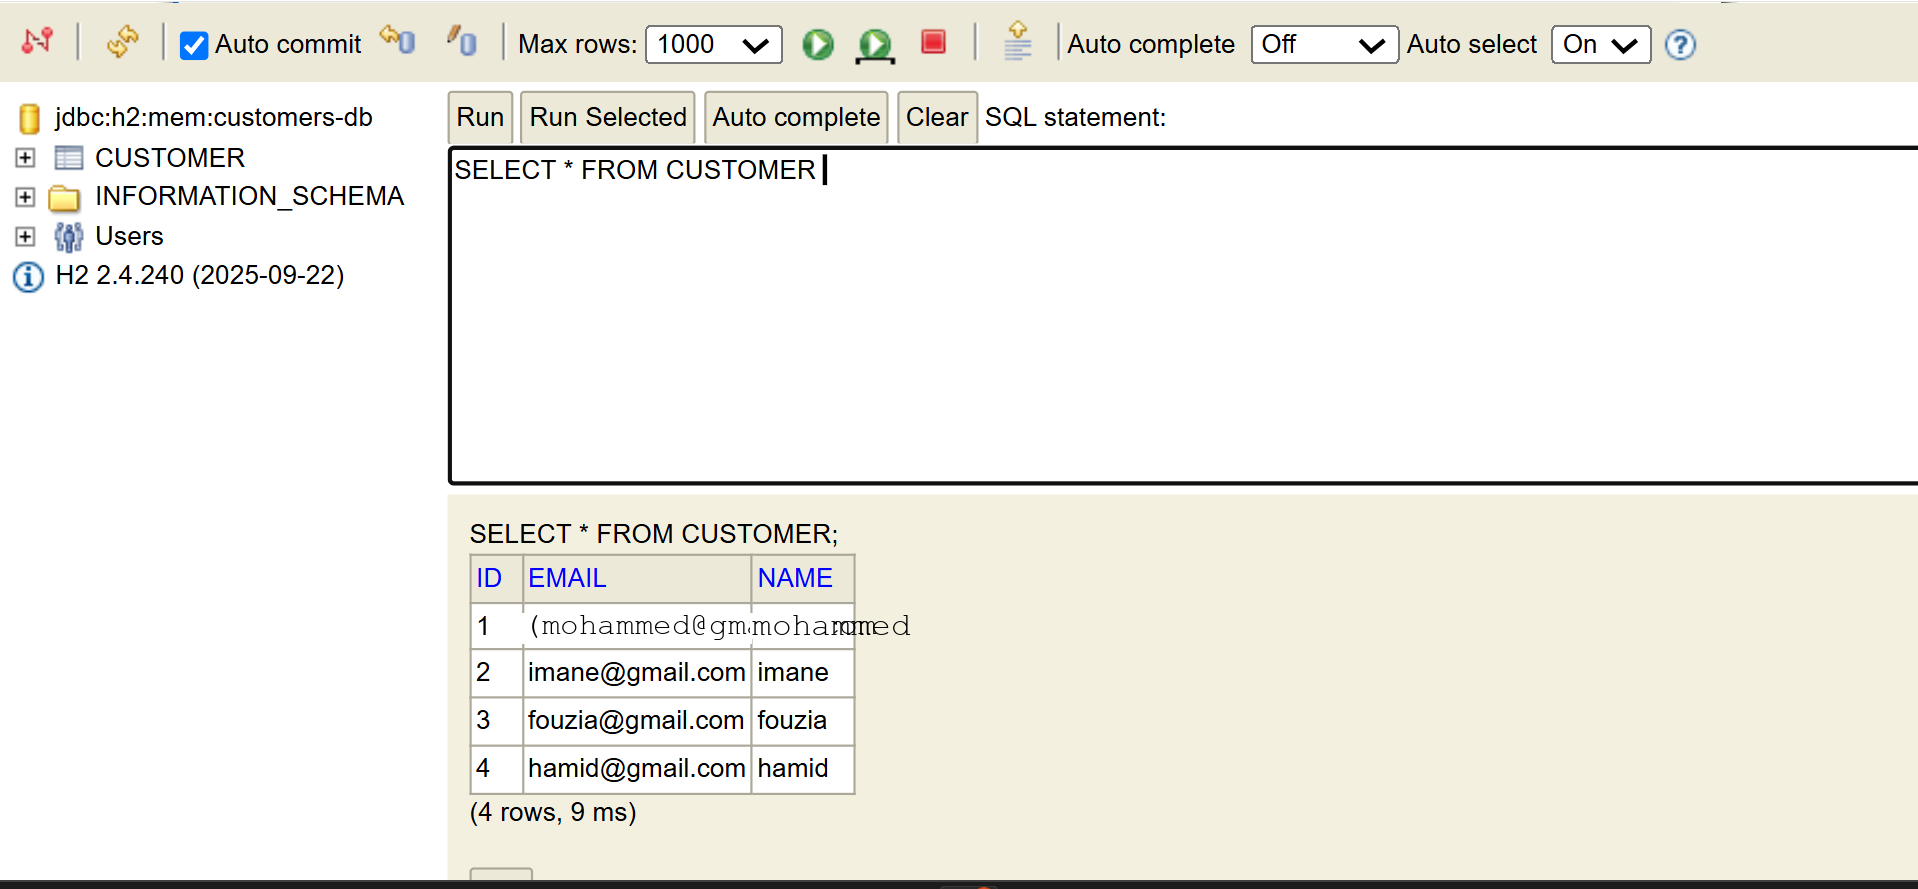 Auto commit Max rows: 1000 Auto complete Off Auto select On
jdbc:h2:mem:customers-db
CUSTOMER
INFORMATION_SCHEMA
Users
H2 2.4.240 (2025-09-22)
Run Run Selected Auto complete Clear SQL statement:
SELECT * FROM CUSTOMER
SELECT * FROM CUSTOMER;
ID EMAIL NAME
1 (mohammed@gm mohammed
2 imane@gmail.com imane
3 fouzia@gmail.com fouzia
4 hamid@gmail.com hamid
(4 rows, 9 ms)